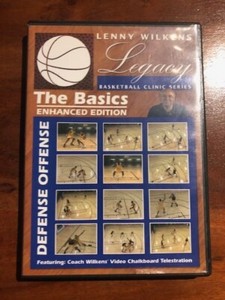 LENNY WILKENS
Legacy
BASKETBALL CLINIC SERIES
The Basics
ENHANCED EDITION
DEFENSE OFFENSE
Featuring: Coach Wilkens' Video Chalkboard Telestration